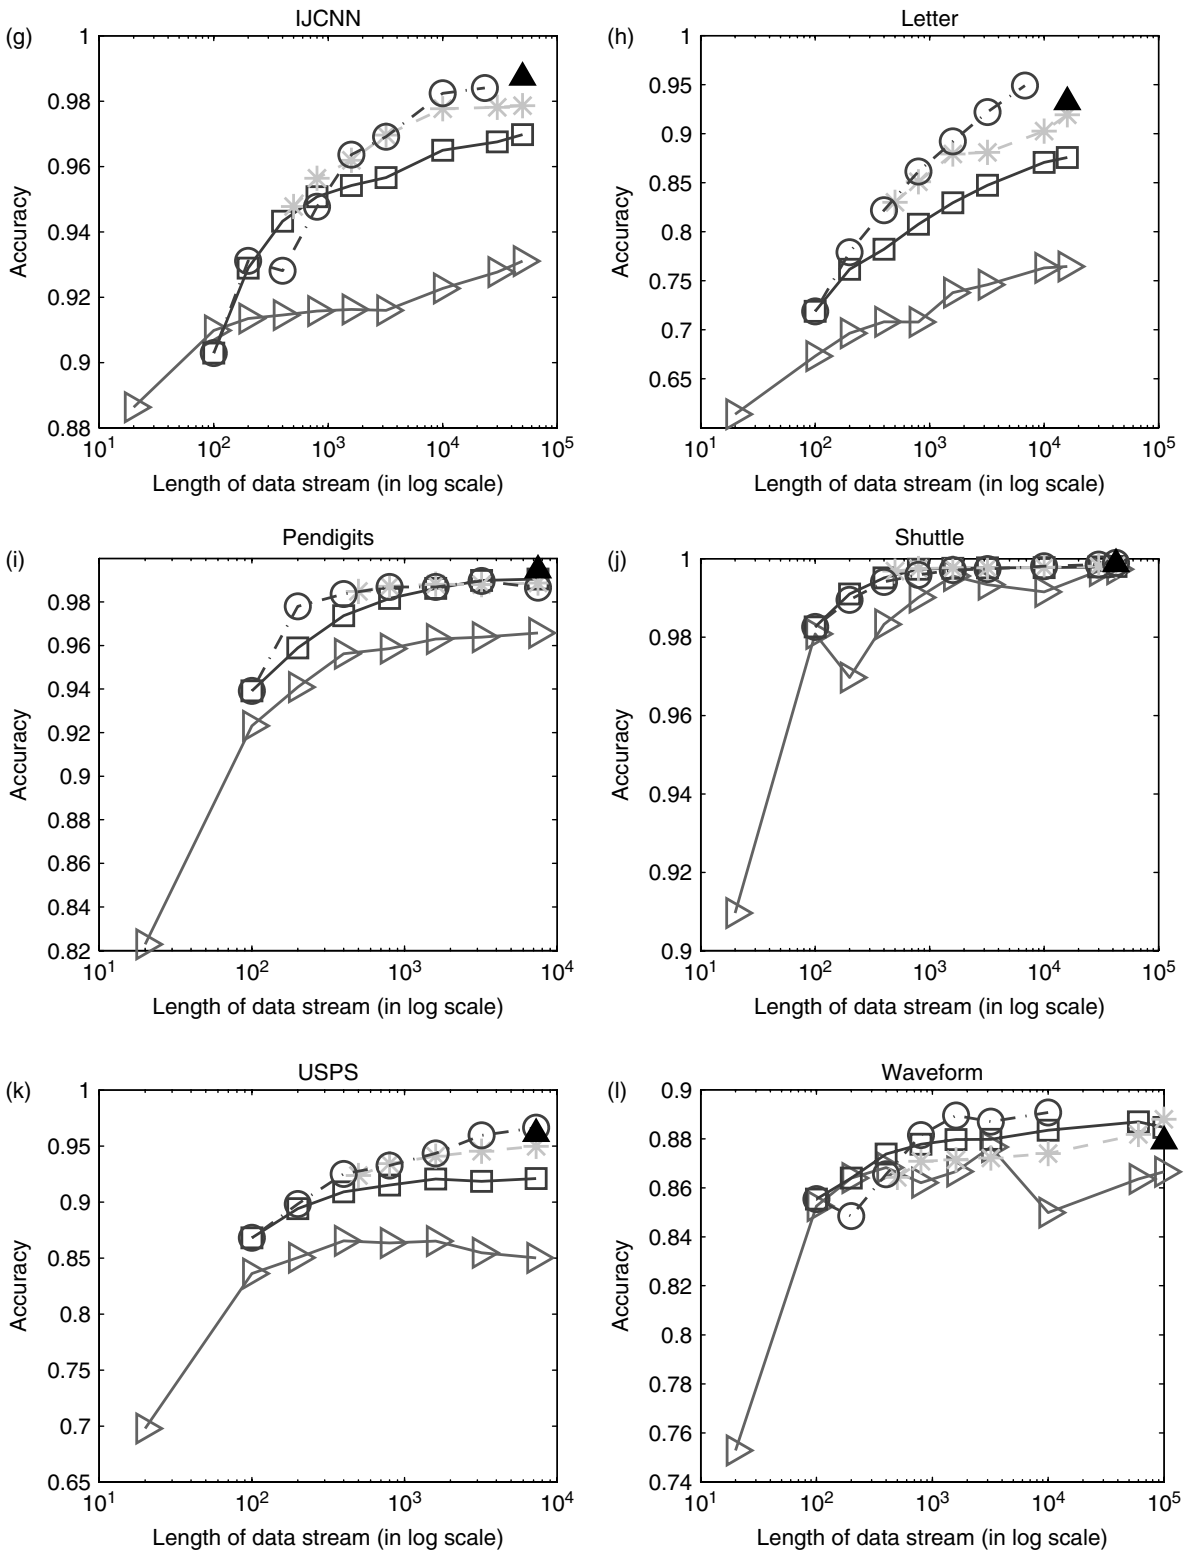 (g)
IJCNN
1
0.98
0.96
0.94
0.92
0.9
0.88
Accuracy
10^1 10^2 10^3 10^4 10^5
Length of data stream (in log scale)
(h)
Letter
1
0.95
0.9
0.85
0.8
0.75
0.7
0.65
Accuracy
10^1 10^2 10^3 10^4 10^5
Length of data stream (in log scale)
(i)
Pendigits
0.98
0.96
0.94
0.92
0.9
0.88
0.86
0.84
0.82
Accuracy
10^1 10^2 10^3 10^4
Length of data stream (in log scale)
(j)
Shuttle
1
0.98
0.96
0.94
0.92
0.9
Accuracy
10^1 10^2 10^3 10^4 10^5
Length of data stream (in log scale)
(k)
USPS
1
0.95
0.9
0.85
0.8
0.75
0.7
0.65
Accuracy
10^1 10^2 10^3 10^4
Length of data stream (in log scale)
(l)
Waveform
0.9
0.88
0.86
0.84
0.82
0.8
0.78
0.76
0.74
Accuracy
10^1 10^2 10^3 10^4 10^5
Length of data stream (in log scale)